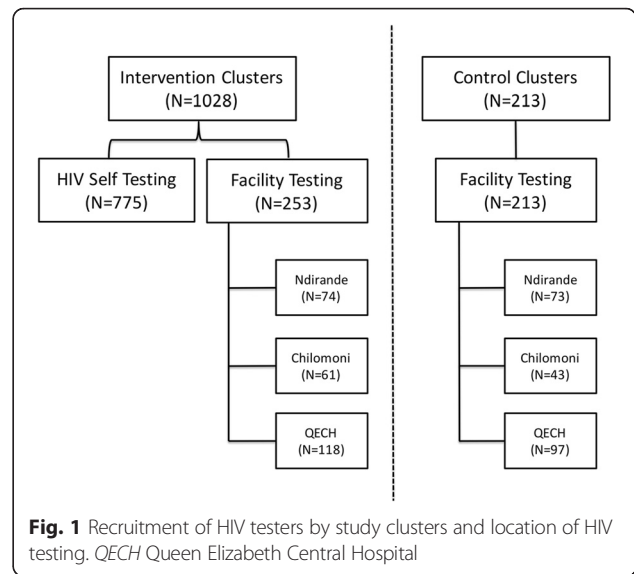 Intervention Clusters
(N=1028)
Control Clusters
(N=213)
HIV Self Testing
(N=775)
Facility Testing
(N=253)
Facility Testing
(N=213)
Ndirande
(N=74)
Ndirande
(N=73)
Chilomoni
(N=61)
Chilomoni
(N=43)
QECH
(N=118)
QECH
(N=97)
Fig. 1 Recruitment of HIV testers by study clusters and location of HIV
testing. QECH Queen Elizabeth Central Hospital